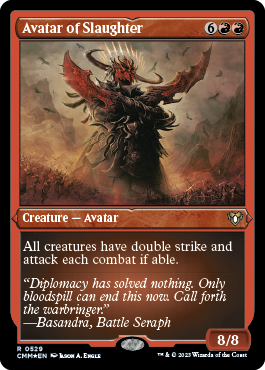 Avatar of Slaughter 6
Creature — Avatar
All creatures have double strike and
attack each combat if able.
“Diplomacy has solved nothing. Only
bloodspill can end this now. Call forth
the warbringer.”
—Basandra, Battle Seraph
8/8
R 0529
CMM★EN Jason A. Engle
™ & © 2023 Wizards of the Coast